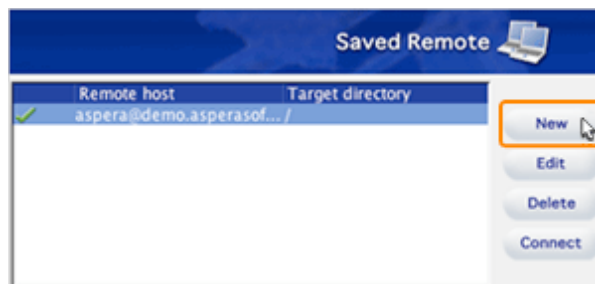 Saved Remote
Remote host Target directory
aspera@demo.asperasof... /
New
Edit
Delete
Connect